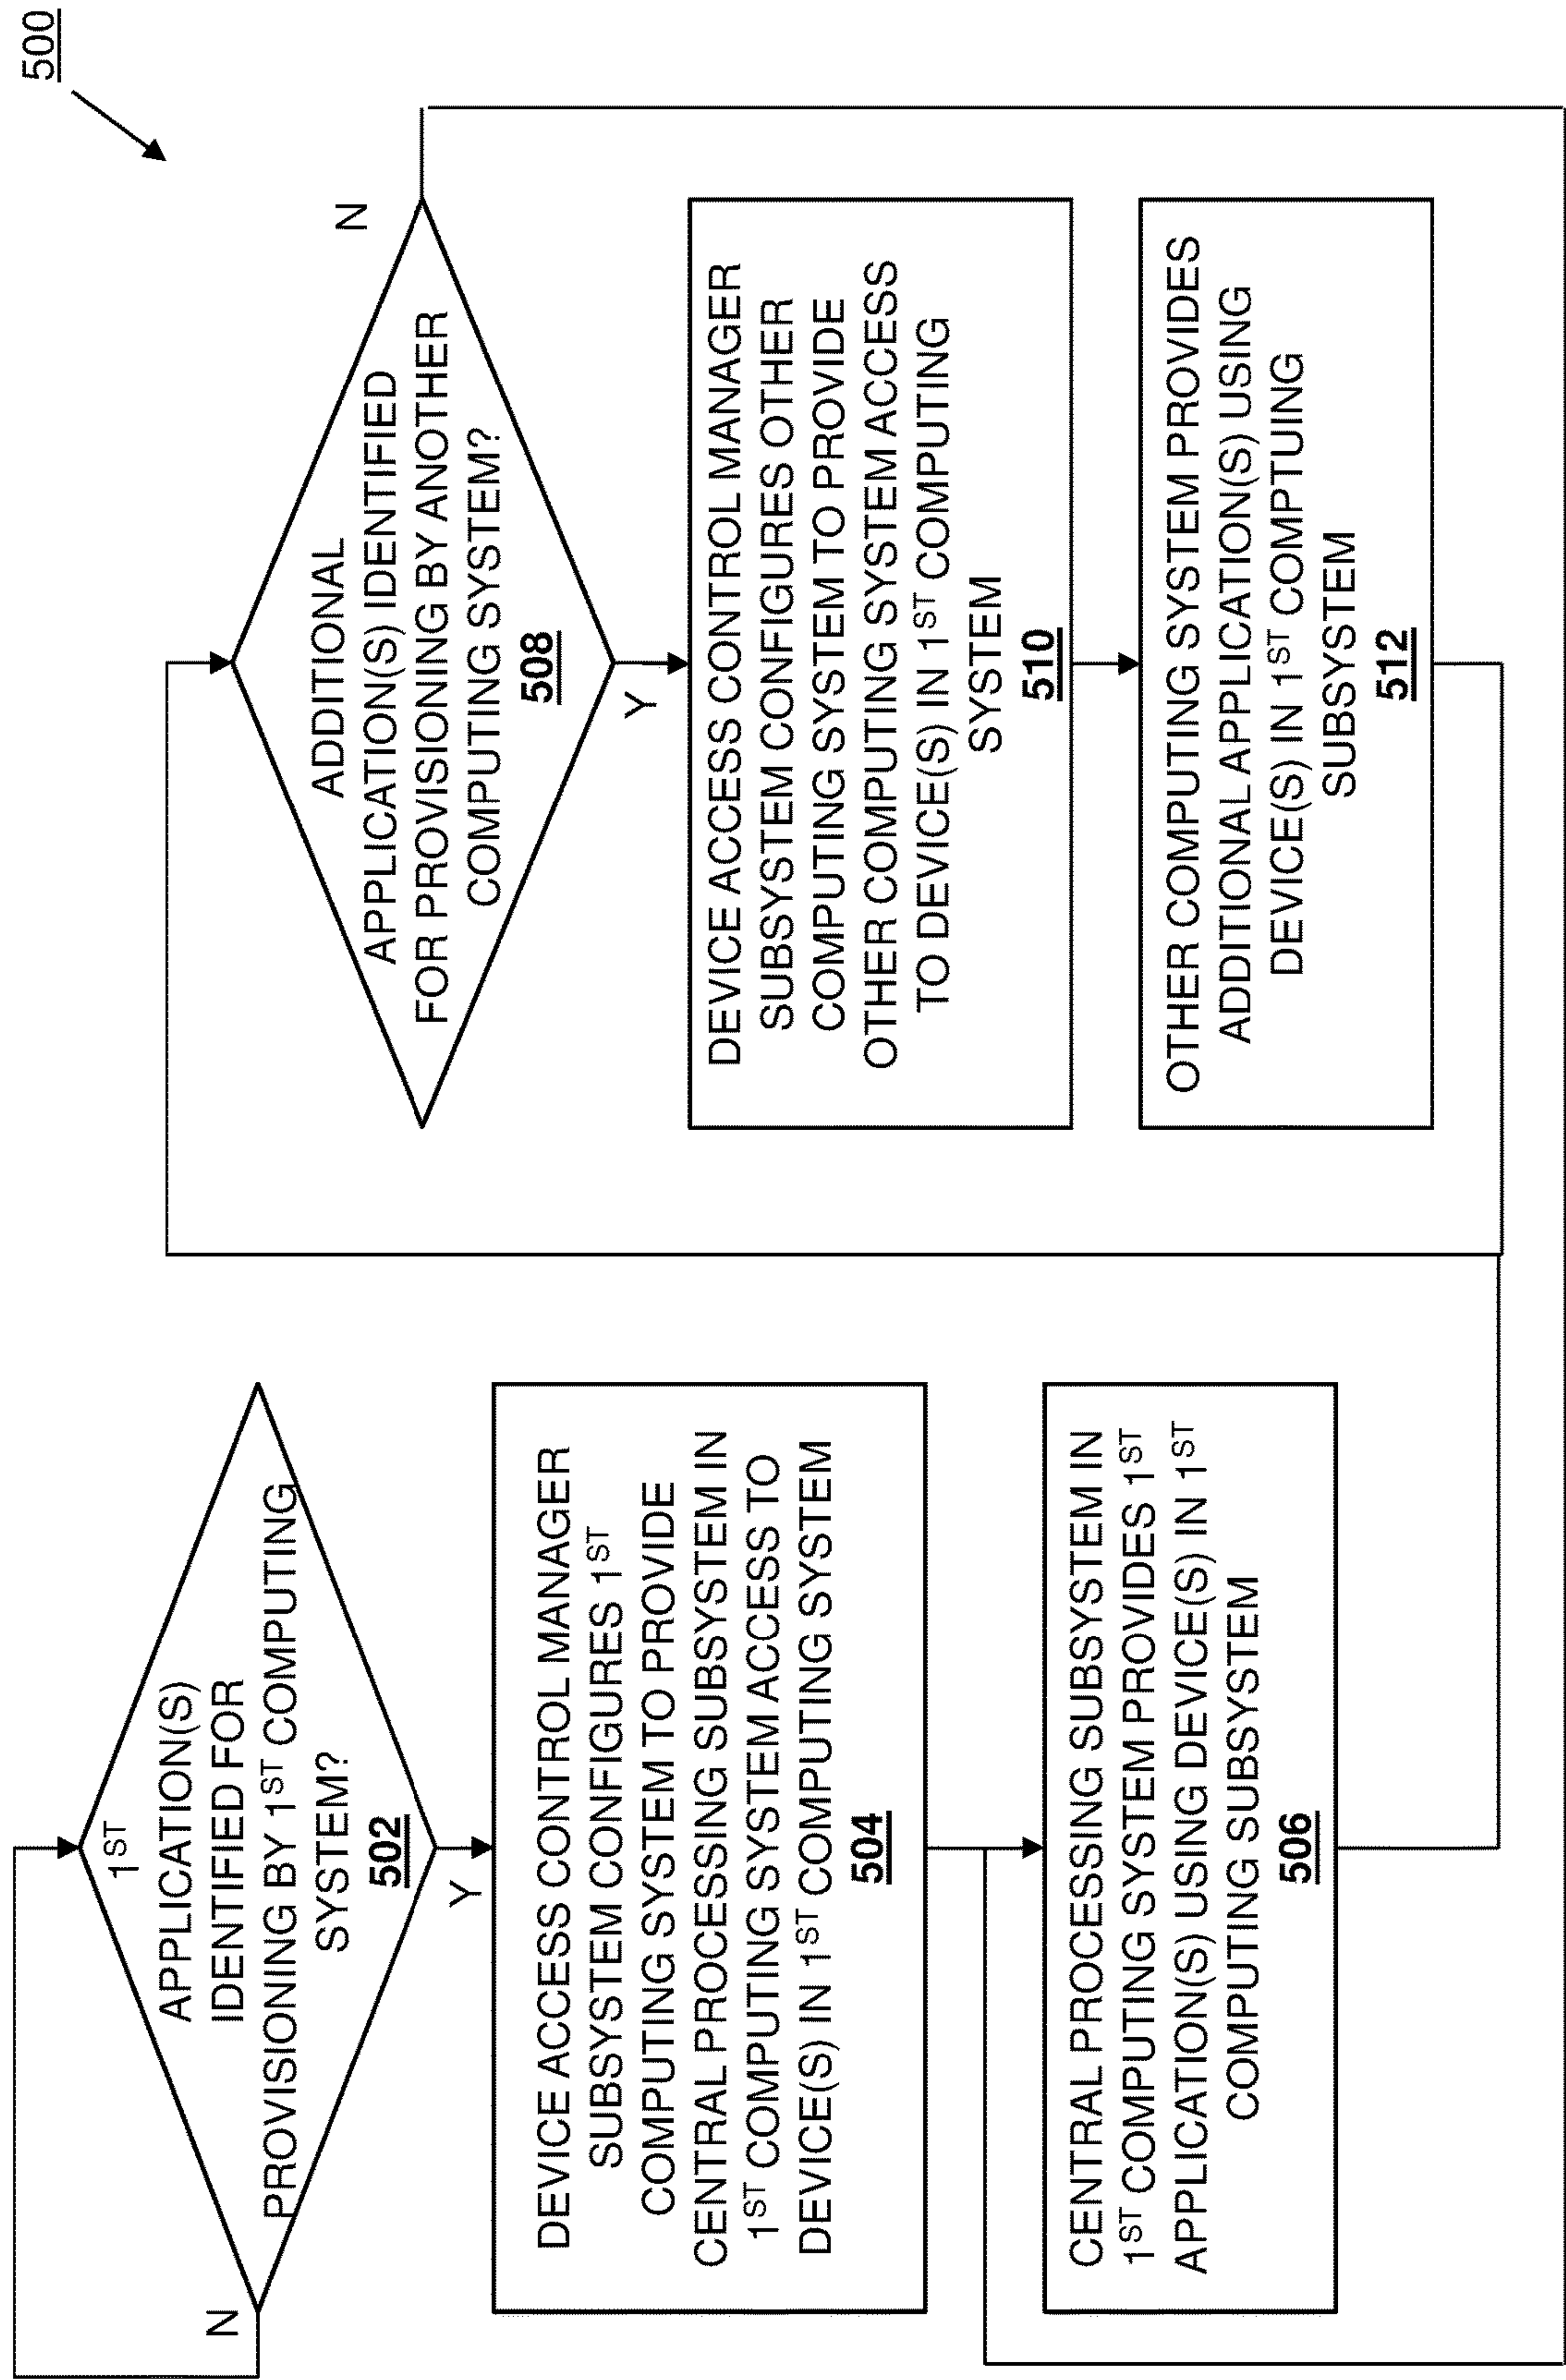 500
1ST
APPLICATION(S)
IDENTIFIED FOR
PROVISIONING BY 1ST COMPUTING
SYSTEM?
502
N
Y
DEVICE ACCESS CONTROL MANAGER
SUBSYSTEM CONFIGURES 1ST
COMPUTING SYSTEM TO PROVIDE
CENTRAL PROCESSING SUBSYSTEM IN
1ST COMPUTING SYSTEM ACCESS TO
DEVICE(S) IN 1ST COMPUTING SYSTEM
504
CENTRAL PROCESSING SUBSYSTEM IN
1ST COMPUTING SYSTEM PROVIDES 1ST
APPLICATION(S) USING DEVICE(S) IN 1ST
COMPUTING SUBSYSTEM
506
ADDITIONAL
APPLICATION(S) IDENTIFIED
FOR PROVISIONING BY ANOTHER
COMPUTING SYSTEM?
508
N
Y
DEVICE ACCESS CONTROL MANAGER
SUBSYSTEM CONFIGURES OTHER
COMPUTING SYSTEM TO PROVIDE
OTHER COMPUTING SYSTEM ACCESS
TO DEVICE(S) IN 1ST COMPUTING
SYSTEM
510
OTHER COMPUTING SYSTEM PROVIDES
ADDITIONAL APPLICATION(S) USING
DEVICE(S) IN 1ST COMPTUING
SUBSYSTEM
512